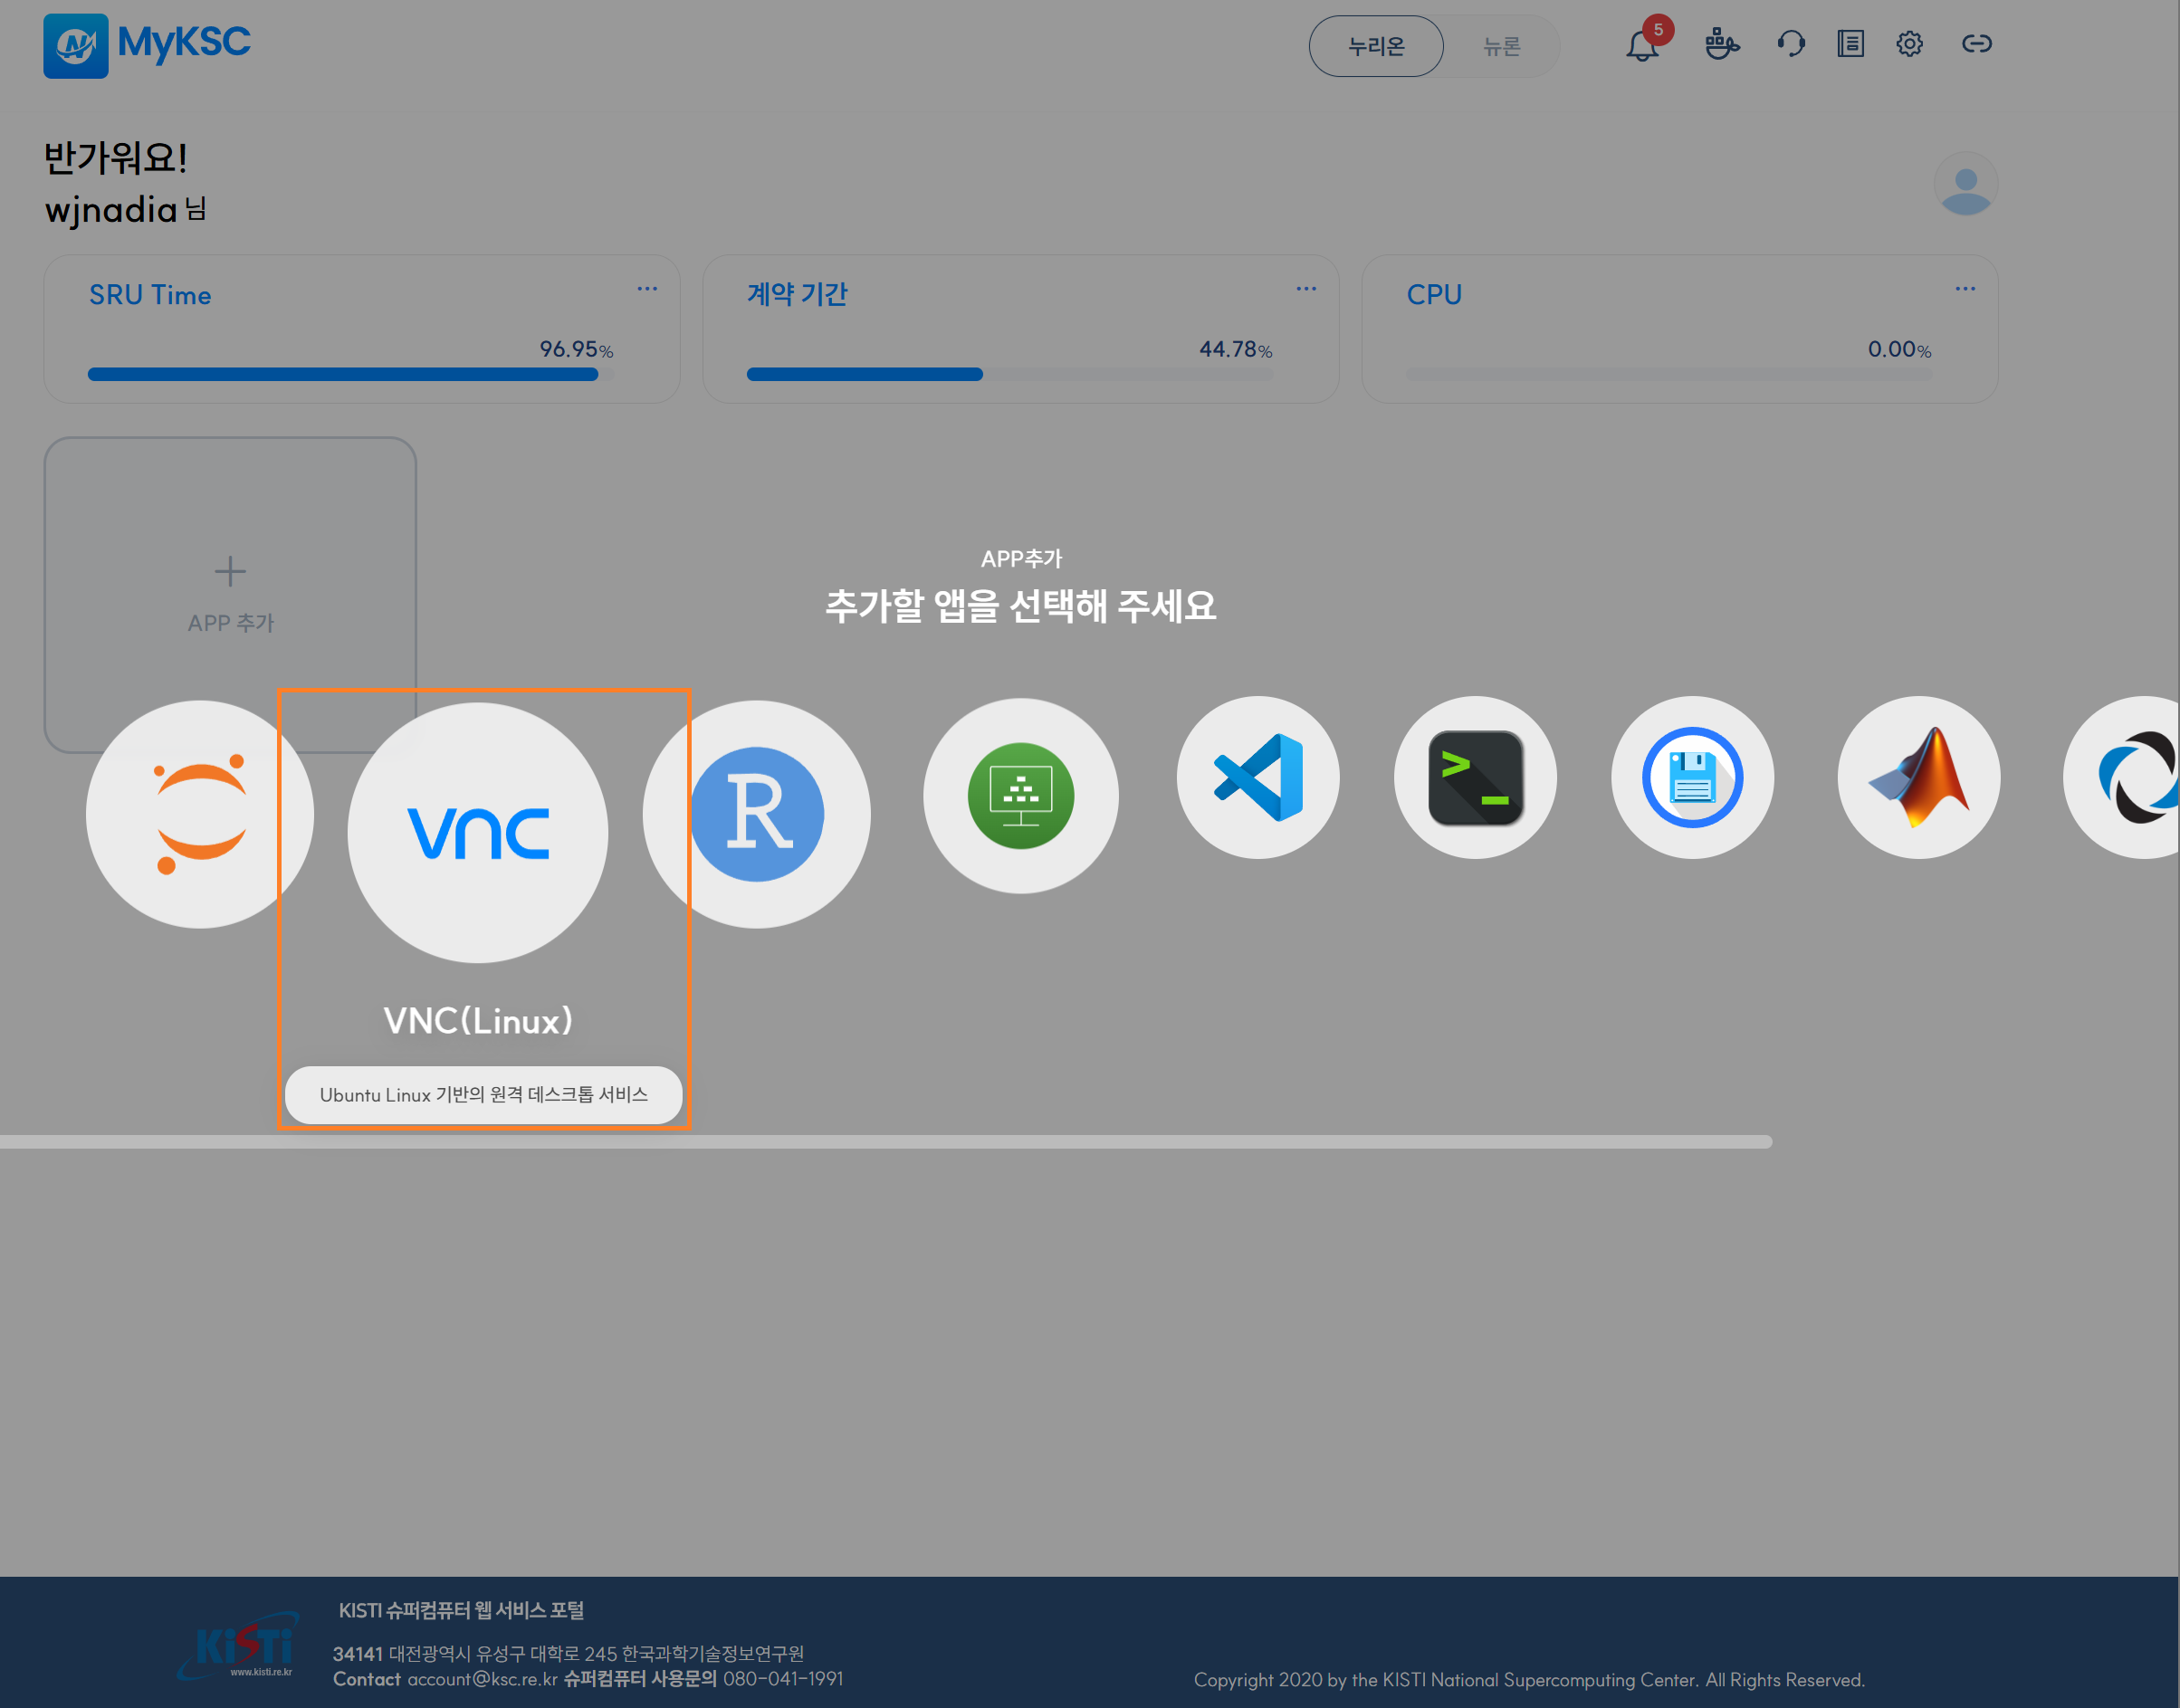 MyKSC
누리온
뉴론
5
반가워요!
wjnadia 님
SRU Time
96.95%
계약 기간
44.78%
CPU
0.00%
APP 추가
APP추가
추가할 앱을 선택해 주세요
vnc
R
>_
VNC(Linux)
Ubuntu Linux 기반의 원격 데스크톱 서비스
KiSTi
www.kisti.re.kr
KISTI 슈퍼컴퓨터 웹 서비스 포털
34141 대전광역시 유성구 대학로 245 한국과학기술정보연구원
Contact account@ksc.re.kr 슈퍼컴퓨터 사용문의 080-041-1991
Copyright 2020 by the KISTI National Supercomputing Center. All Rights Reserved.